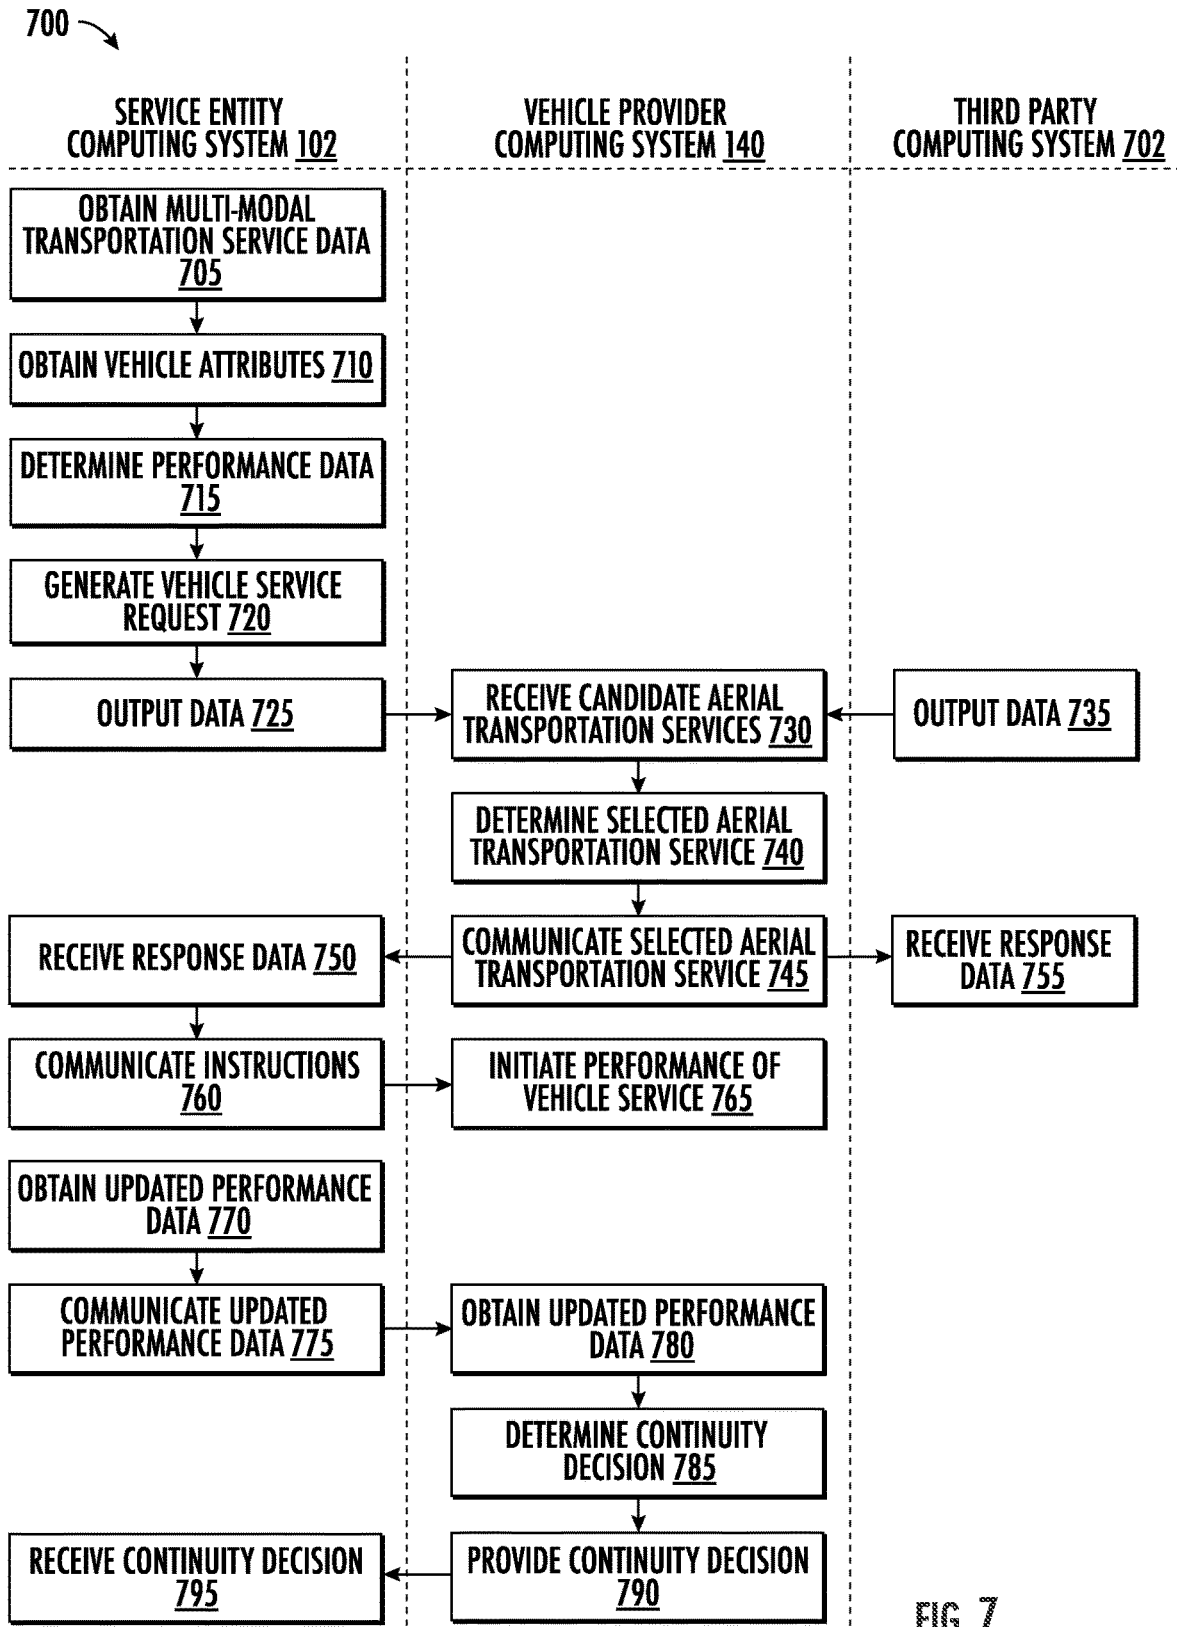 700
SERVICE ENTITY
COMPUTING SYSTEM 102
VEHICLE PROVIDER
COMPUTING SYSTEM 140
THIRD PARTY
COMPUTING SYSTEM 702
OBTAIN MULTI-MODAL
TRANSPORTATION SERVICE DATA
705
OBTAIN VEHICLE ATTRIBUTES 710
DETERMINE PERFORMANCE DATA
715
GENERATE VEHICLE SERVICE
REQUEST 720
OUTPUT DATA 725
RECEIVE CANDIDATE AERIAL
TRANSPORTATION SERVICES 730
OUTPUT DATA 735
DETERMINE SELECTED AERIAL
TRANSPORTATION SERVICE 740
RECEIVE RESPONSE DATA 750
COMMUNICATE SELECTED AERIAL
TRANSPORTATION SERVICE 745
RECEIVE RESPONSE
DATA 755
COMMUNICATE INSTRUCTIONS
760
INITIATE PERFORMANCE OF
VEHICLE SERVICE 765
OBTAIN UPDATED PERFORMANCE
DATA 770
COMMUNICATE UPDATED
PERFORMANCE DATA 775
OBTAIN UPDATED PERFORMANCE
DATA 780
DETERMINE CONTINUITY
DECISION 785
RECEIVE CONTINUITY DECISION
795
PROVIDE CONTINUITY DECISION
790
FIG. 7